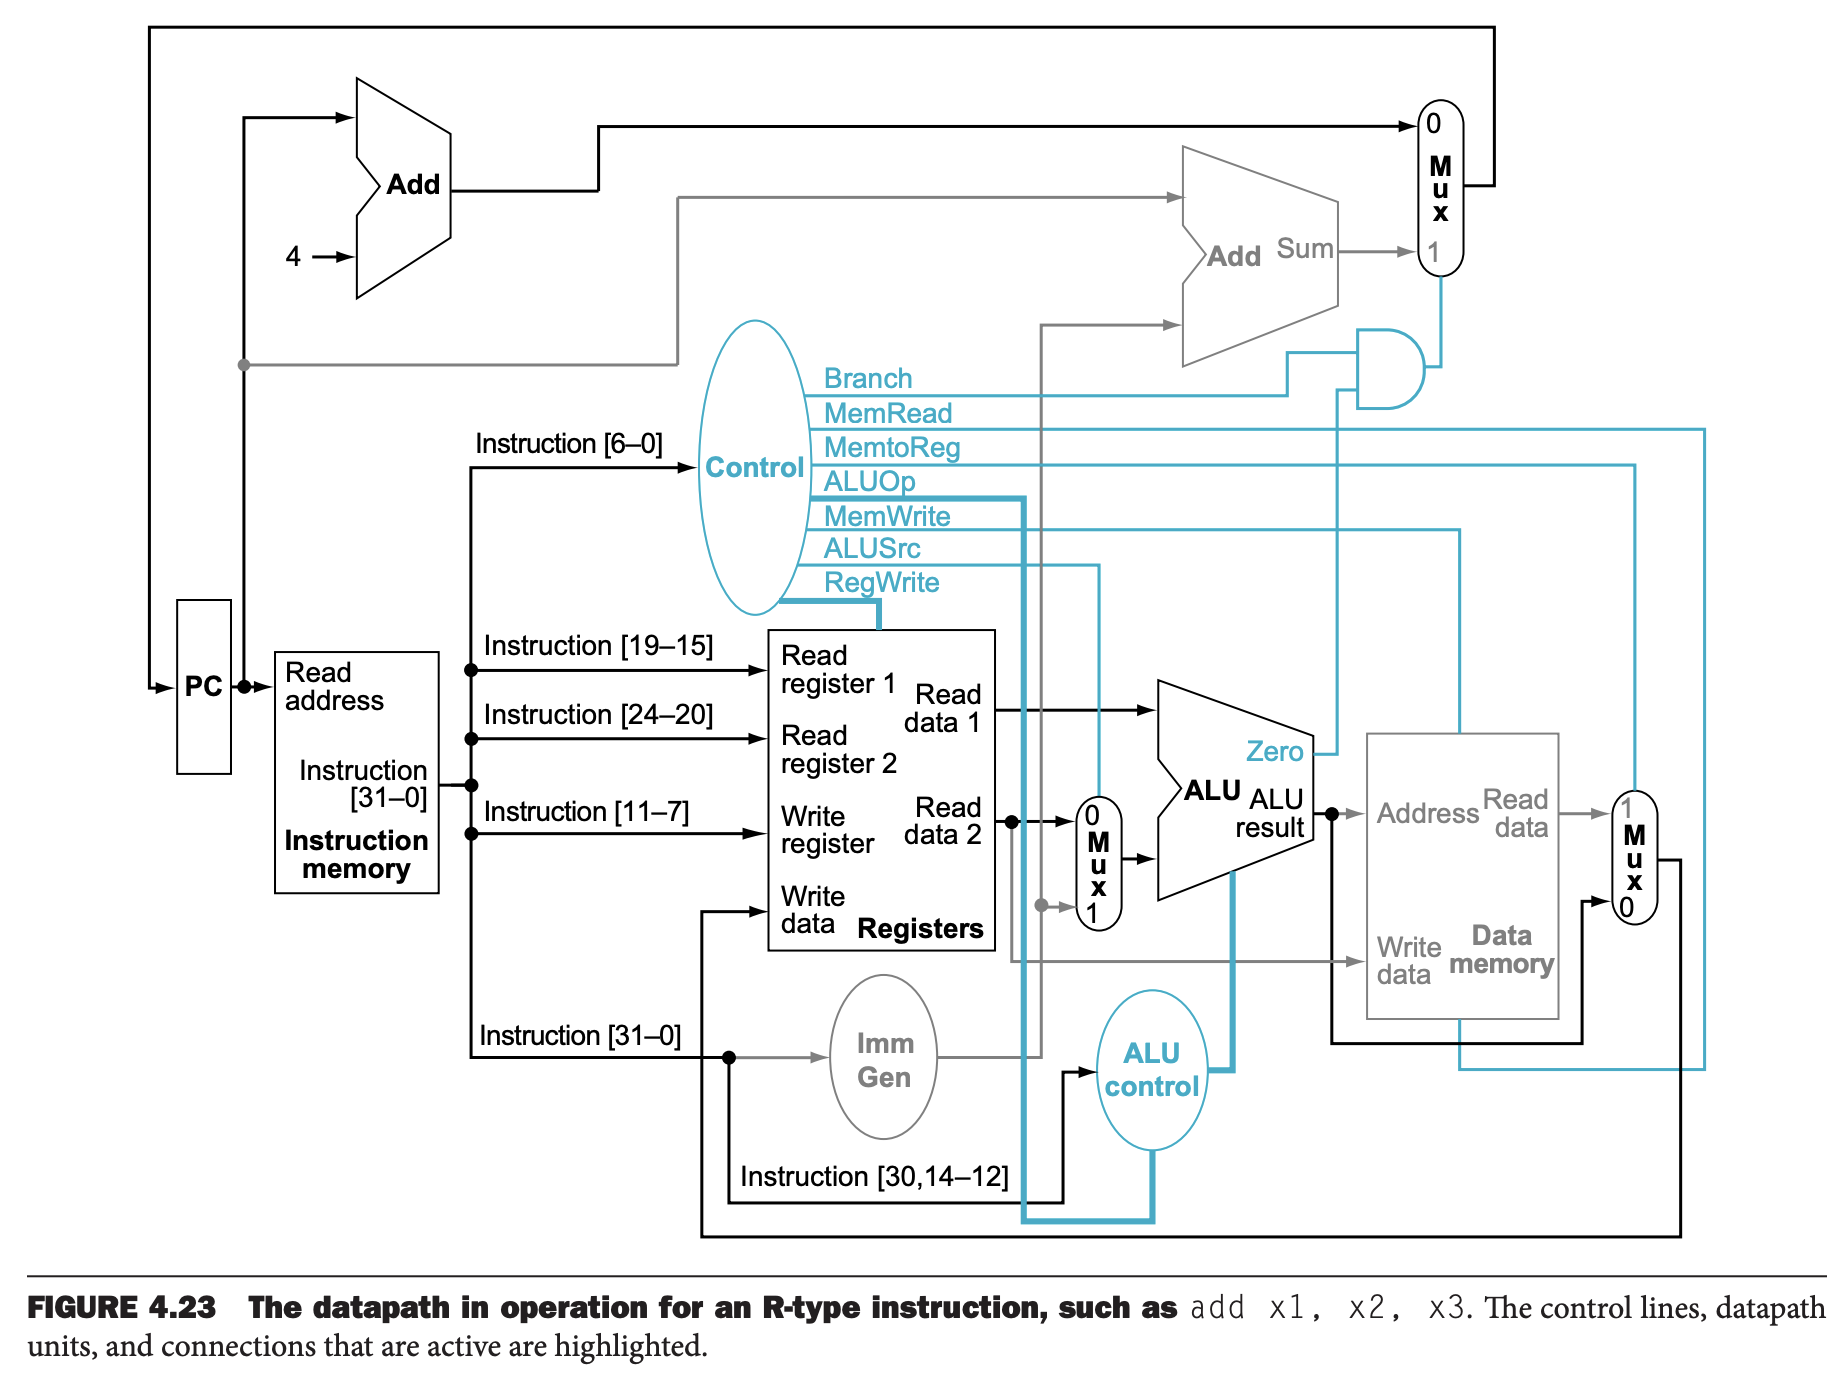 0
M
u
x
1
Add
4
Add Sum
Branch
MemRead
MemtoReg
ALUOp
MemWrite
ALUSrc
RegWrite
Control
Instruction [6–0]
Instruction [19–15]
Instruction [24–20]
Instruction [11–7]
Instruction [31–0]
Instruction [30,14–12]
PC
Read
address
Instruction
[31–0]
Instruction
memory
Read
register 1
Read
register 2
Write
register
Write
data
Read
data 1
Read
data 2
Registers
0
M
u
x
1
Zero
ALU
ALU
result
Address
Read
data
Write
data
Data
memory
1
M
u
x
0
Imm
Gen
ALU
control
FIGURE 4.23 The datapath in operation for an R-type instruction, such as add x1, x2, x3. The control lines, datapath
units, and connections that are active are highlighted.